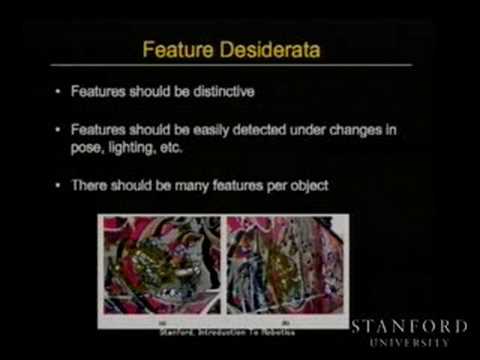 Feature Desiderata
• Features should be distinctive
• Features should be easily detected under changes in
pose, lighting, etc.
• There should be many features per object
(a) (b)
Stanford, Introduction To Robotics
STANFORD
UNIVERSITY